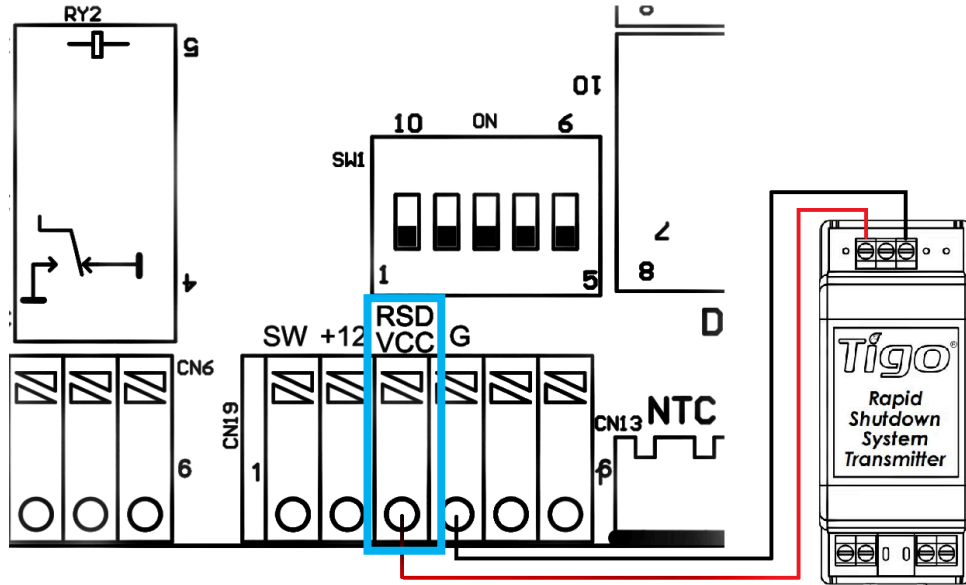 RY2
5
10
10 ON 6
SW1
7
1 5
8
4
RSD
SW +12 VCC G
D
CN6
Tigo®
Rapid
Shutdown
System
Transmitter
CN19
CN13
NTC
6
1
6